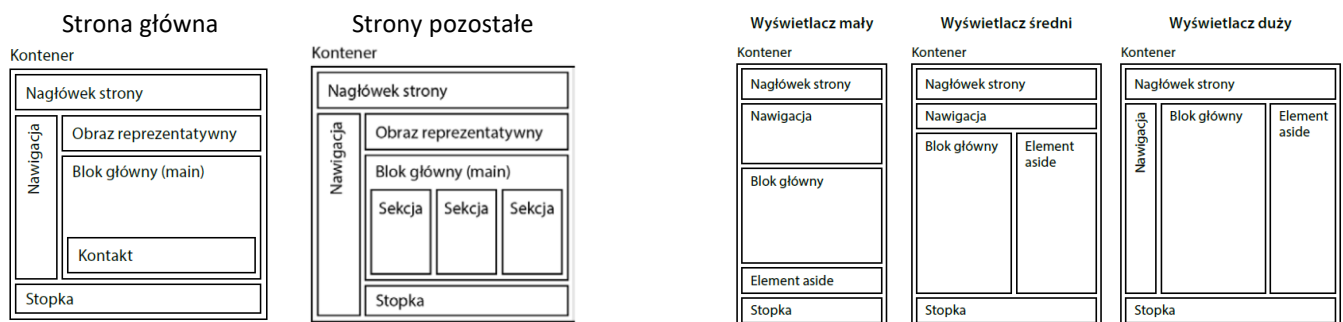 Strona główna
Kontener
Nagłówek strony
Nawigacja
Obraz reprezentatywny
Blok główny (main)
Kontakt
Stopka
Strony pozostałe
Kontener
Nagłówek strony
Nawigacja
Obraz reprezentatywny
Blok główny (main)
Sekcja Sekcja Sekcja
Stopka
Wyświetlacz mały
Kontener
Nagłówek strony
Nawigacja
Blok główny
Element aside
Stopka
Wyświetlacz średni
Kontener
Nagłówek strony
Nawigacja
Blok główny
Element
aside
Stopka
Wyświetlacz duży
Kontener
Nagłówek strony
Nawigacja
Blok główny
Element
aside
Stopka